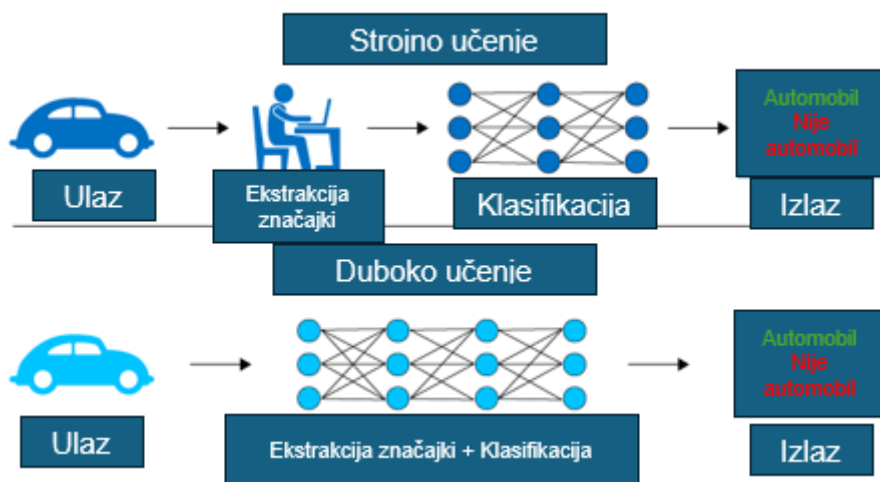 Strojno učenje
Automobil
Nije
automobil
Ulaz
Ekstrakcija
značajki
Klasifikacija
Izlaz
Duboko učenje
Automobil
Nije
automobil
Ulaz
Ekstrakcija značajki + Klasifikacija
Izlaz